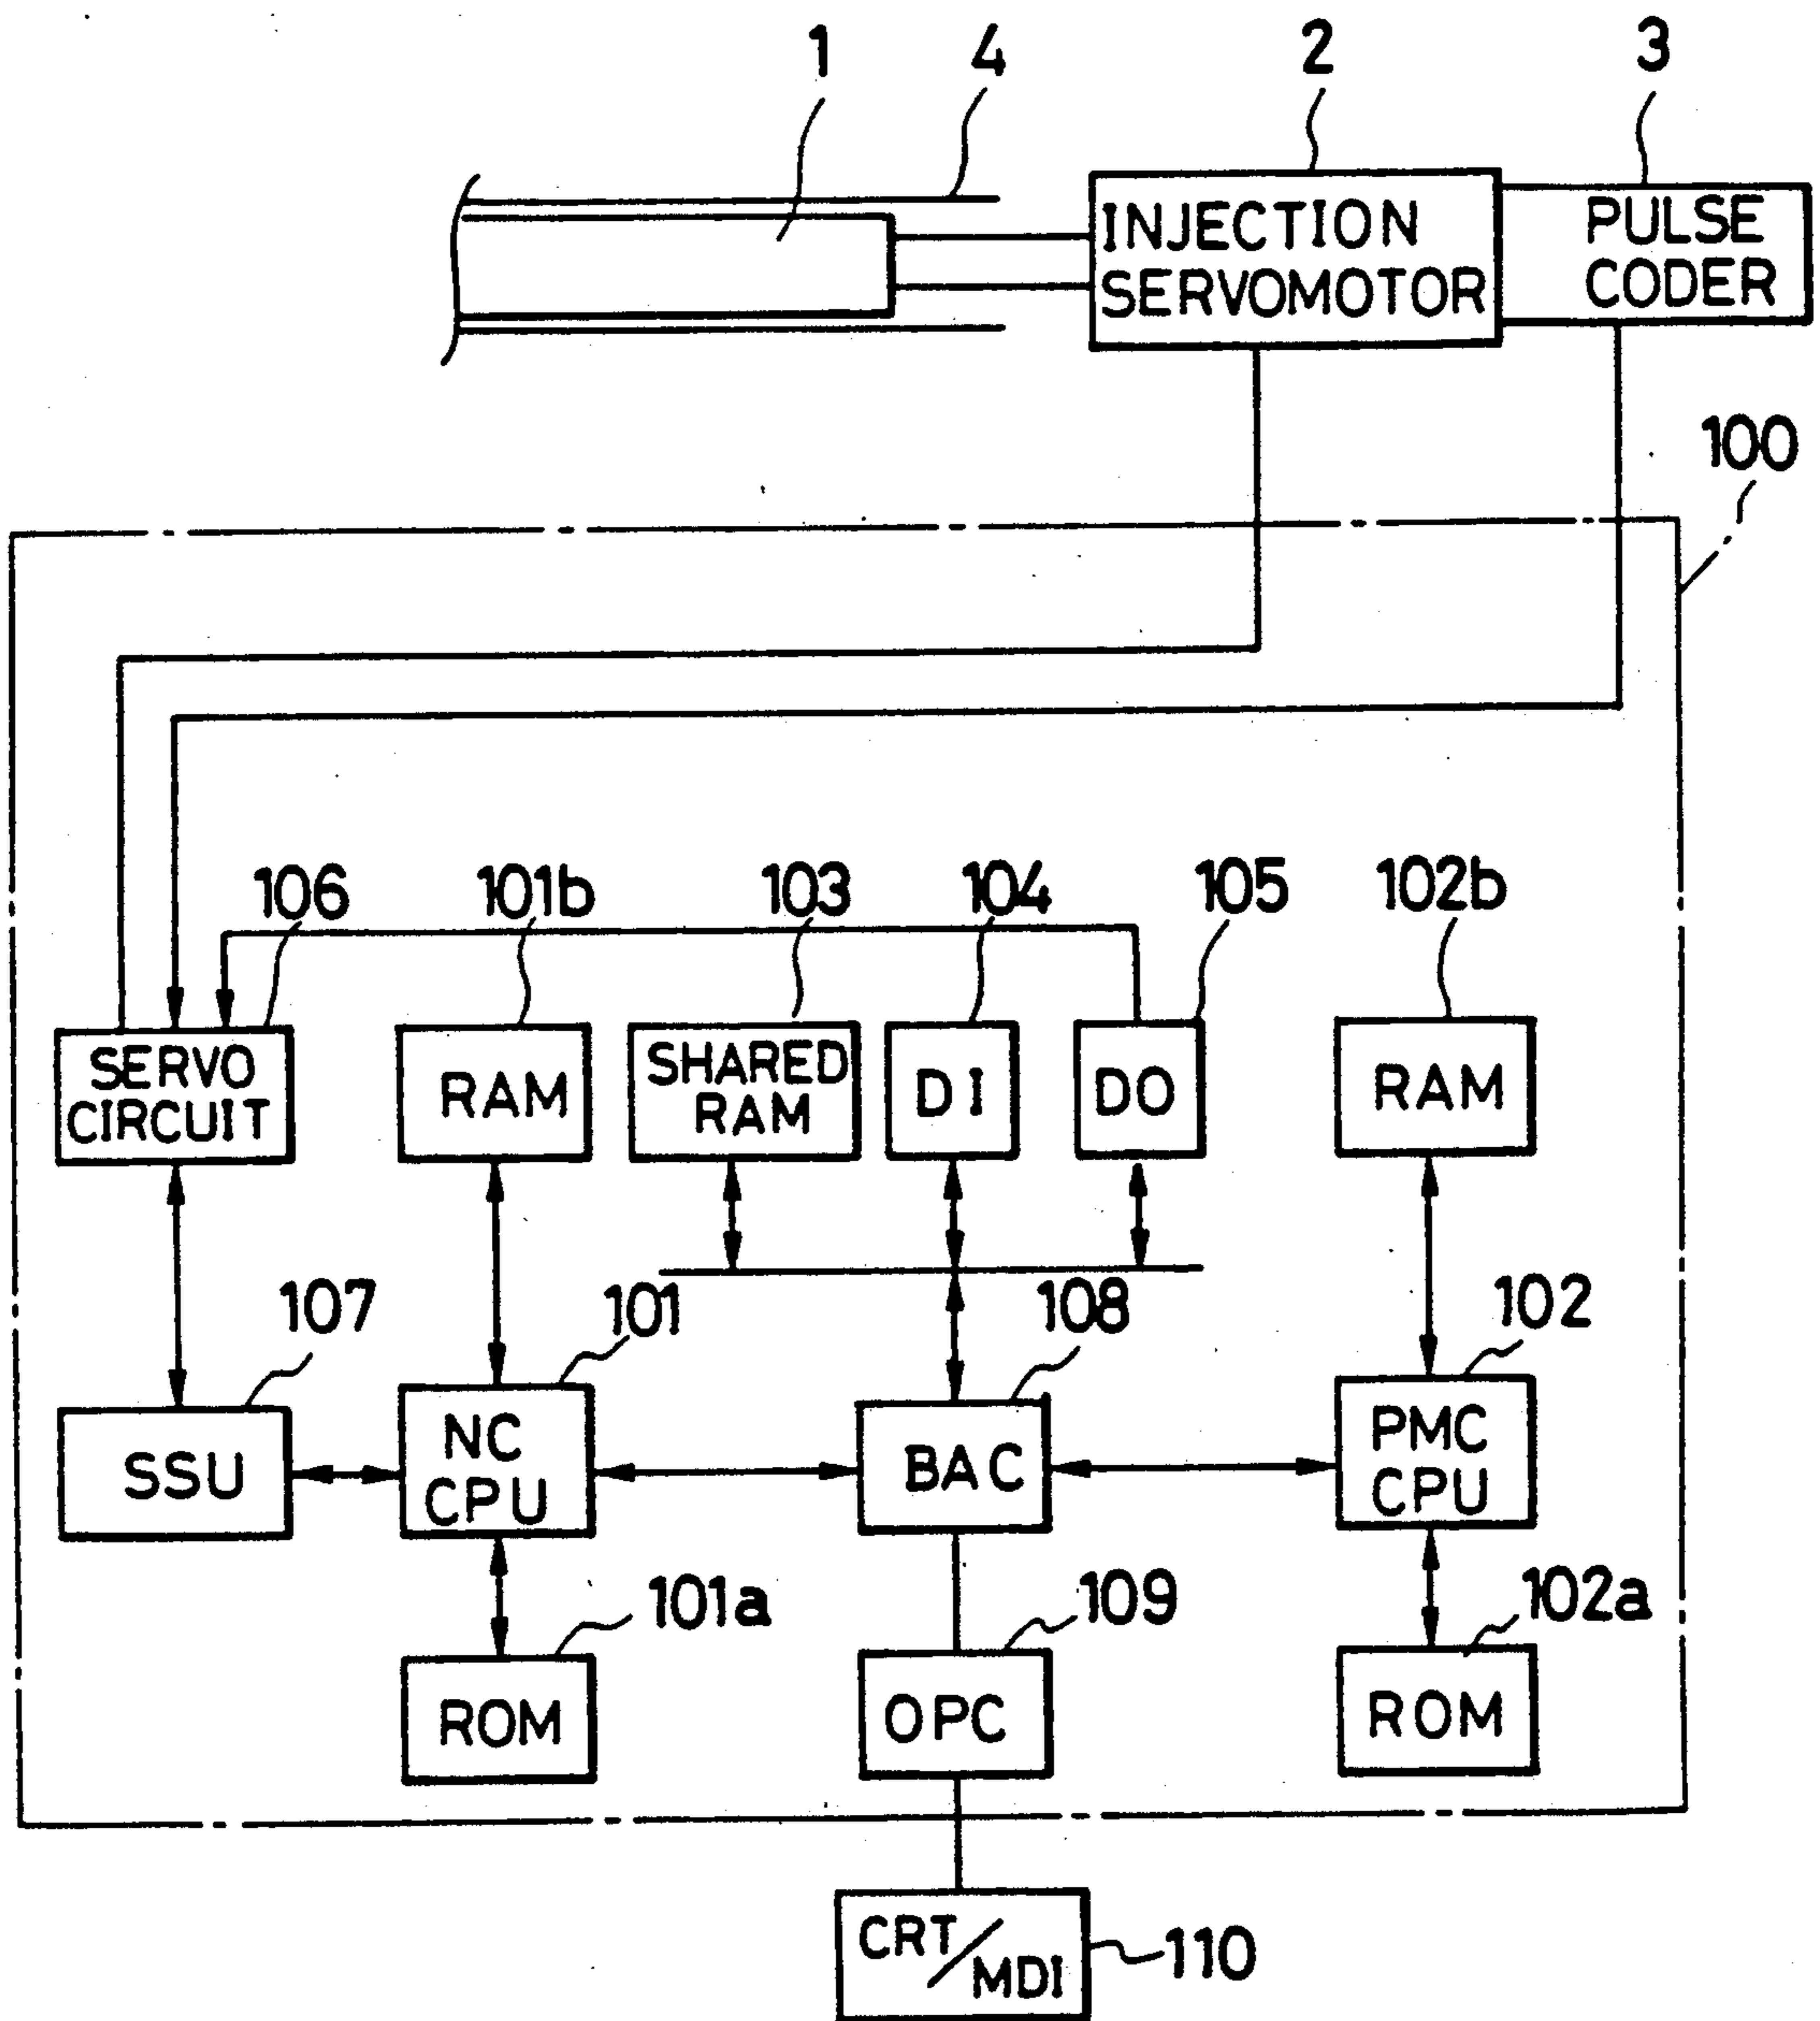 1
4
2
3
INJECTION
SERVOMOTOR
PULSE
CODER
100
106
101b
103
104
105
102b
SERVO
CIRCUIT
RAM
SHARED
RAM
DI
DO
RAM
107
101
108
102
SSU
NC
CPU
BAC
PMC
CPU
101a
109
102a
ROM
OPC
ROM
CRT/
MDI
110